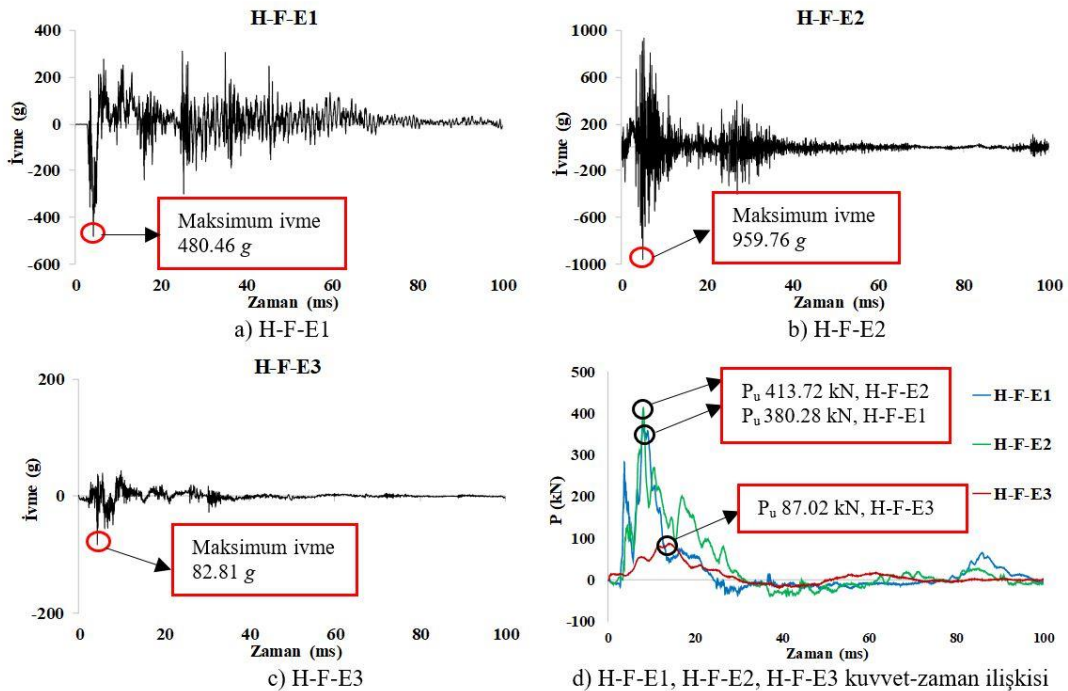 H-F-E1
400
200
0
-200
-400
-600
İvme (g)
Maksimum ivme
480.46 g
0 20 40 60 80 100
Zaman (ms)
a) H-F-E1
H-F-E2
1000
600
200
-200
-600
-1000
İvme (g)
Maksimum ivme
959.76 g
0 20 40 60 80 100
Zaman (ms)
b) H-F-E2
H-F-E3
200
0
-200
İvme (g)
Maksimum ivme
82.81 g
0 20 40 60 80 100
Zaman (ms)
c) H-F-E3
500
400
300
200
100
0
-100
P (kN)
Pu 413.72 kN, H-F-E2
Pu 380.28 kN, H-F-E1
Pu 87.02 kN, H-F-E3
H-F-E1
H-F-E2
H-F-E3
0 20 40 60 80 100
Zaman (ms)
d) H-F-E1, H-F-E2, H-F-E3 kuvvet-zaman ilişkisi